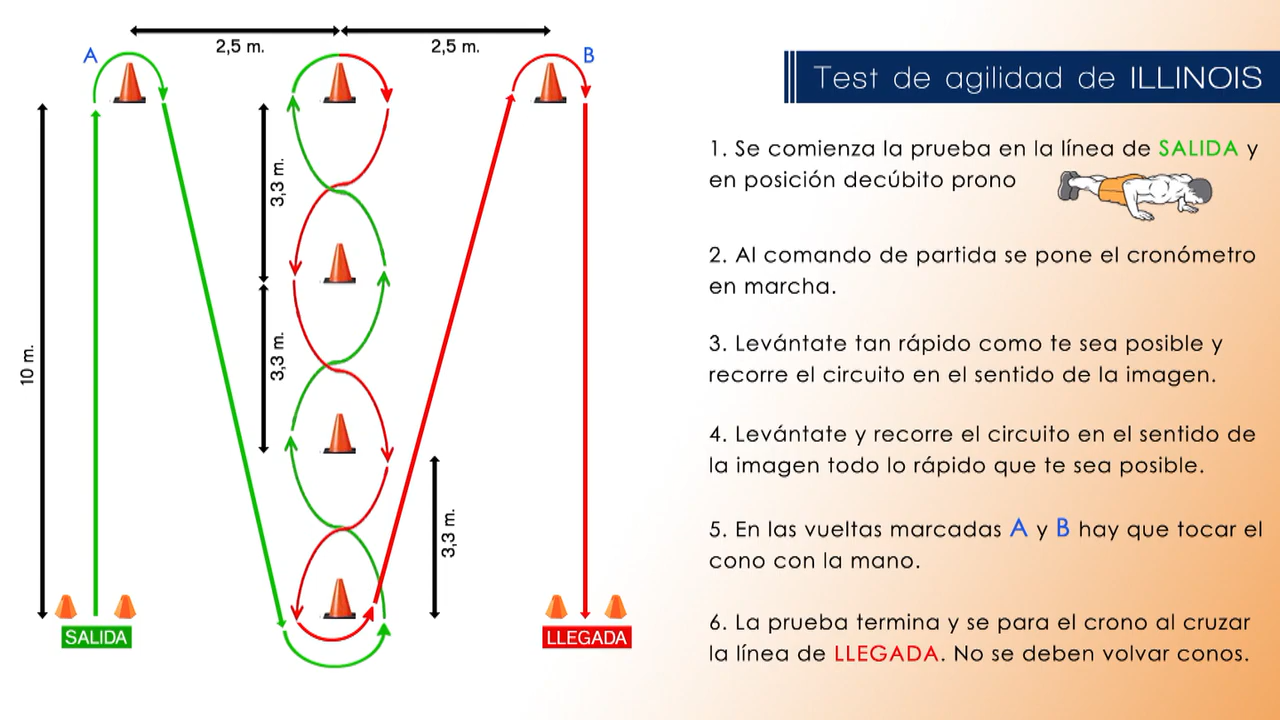 2,5 m.
2,5 m.
A
B
3,3 m.
3,3 m.
10 m.
3,3 m.
SALIDA
LLEGADA
Test de agilidad de ILLINOIS
1. Se comienza la prueba en la línea de SALIDA y
en posición decúbito prono
2. Al comando de partida se pone el cronómetro
en marcha.
3. Levántate tan rápido como te sea posible y
recorre el circuito en el sentido de la imagen.
4. Levántate y recorre el circuito en el sentido de
la imagen todo lo rápido que te sea posible.
5. En las vueltas marcadas A y B hay que tocar el
cono con la mano.
6. La prueba termina y se para el crono al cruzar
la línea de LLEGADA. No se deben volvar conos.